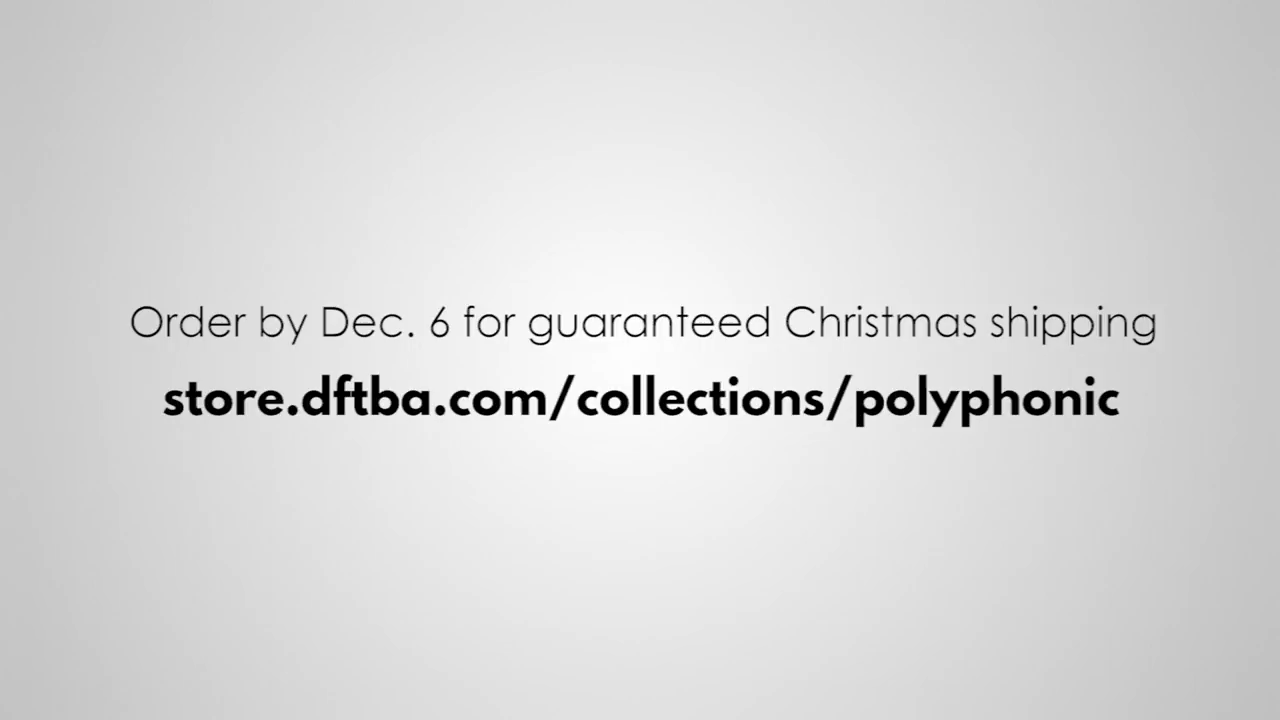 Order by Dec. 6 for guaranteed Christmas shipping
store.dftba.com/collections/polyphonic